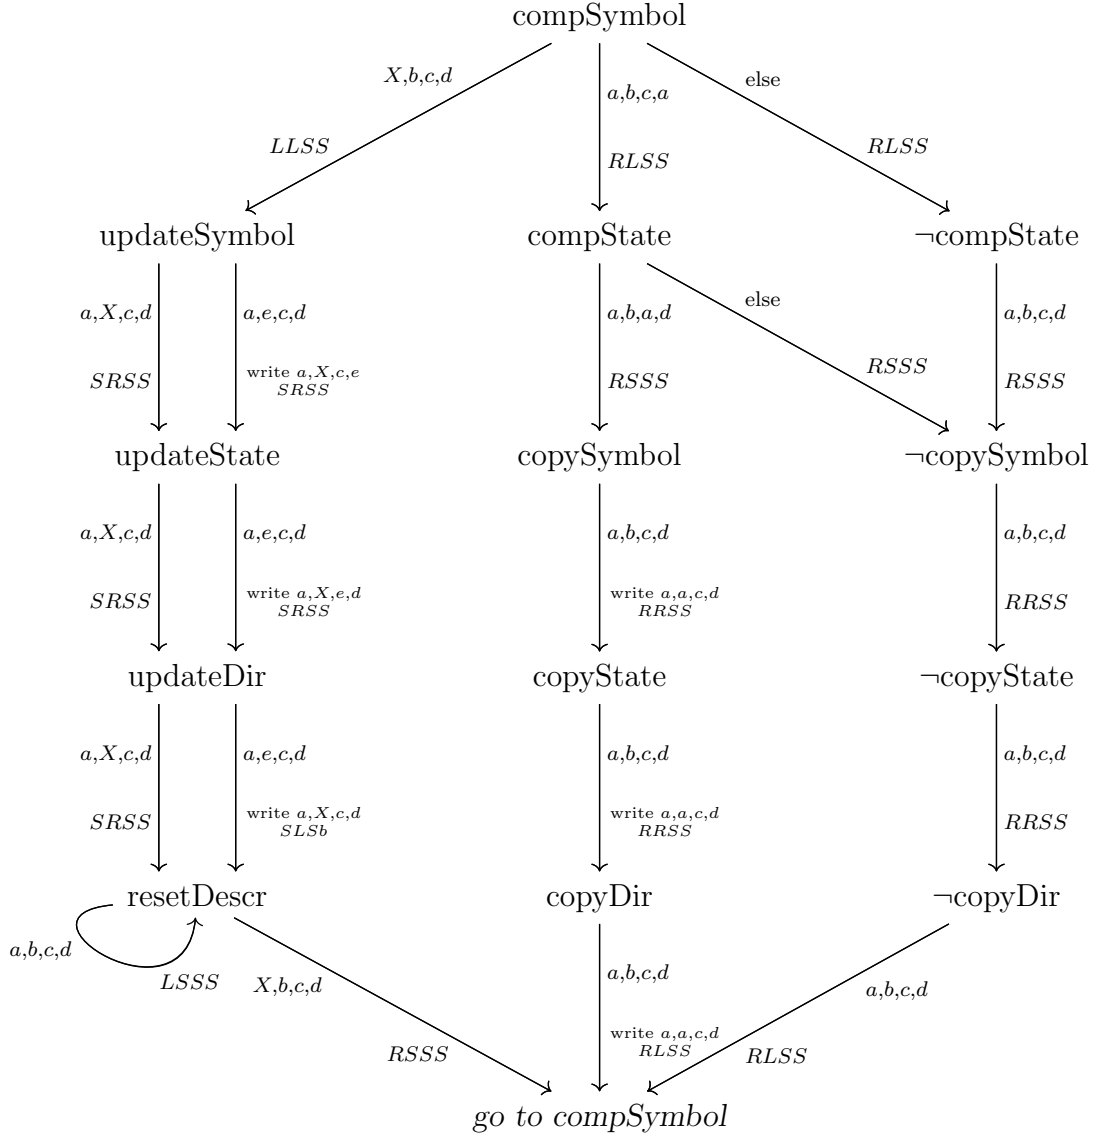 compSymbol
X,b,c,d
a,b,c,a
else
LLSS
RLSS
RLSS
updateSymbol
compState
¬compState
a,X,c,d
a,e,c,d
a,b,a,d
else
a,b,c,d
SRSS
write a,X,c,e
SRSS
RSSS
RSSS
RSSS
updateState
copySymbol
¬copySymbol
a,X,c,d
a,e,c,d
a,b,c,d
a,b,c,d
SRSS
write a,X,e,d
SRSS
write a,a,c,d
RRSS
RRSS
updateDir
copyState
¬copyState
a,X,c,d
a,e,c,d
a,b,c,d
a,b,c,d
SRSS
write a,X,c,d
SLSb
write a,a,c,d
RRSS
RRSS
resetDescr
copyDir
¬copyDir
a,b,c,d
LSSS
X,b,c,d
a,b,c,d
a,b,c,d
RSSS
write a,a,c,d
RLSS
RLSS
go to compSymbol